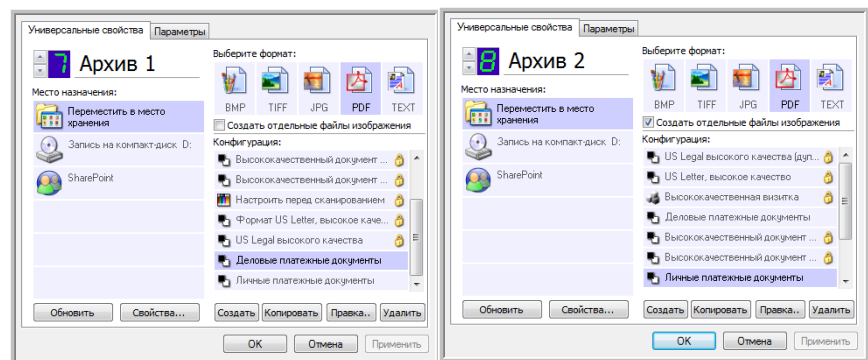 Универсальные свойства Параметры
7 Архив 1
Место назначения:
Переместить в место
хранения
Запись на компакт-диск D:
SharePoint
Выберите формат:
BMP TIFF JPG PDF TEXT
Создать отдельные файлы изображения
Конфигурация:
Высококачественный документ ...
Высококачественный документ ...
Настроить перед сканированием
Формат US Letter, высокое каче...
US Legal высокого качества
Деловые платежные документы
Личные платежные документы
Обновить Свойства... Создать Копировать Правка.. Удалить
OK Отмена Применить
Универсальные свойства Параметры
8 Архив 2
Место назначения:
Переместить в место
хранения
Запись на компакт-диск D:
SharePoint
Выберите формат:
BMP TIFF JPG PDF TEXT
Создать отдельные файлы изображения
Конфигурация:
US Legal высокого качества (дуп...
US Letter, высокое качество
Высококачественная визитка
Деловые платежные документы
Высококачественный документ ...
Высококачественный документ ...
Личные платежные документы
Обновить Свойства... Создать Копировать Правка.. Удалить
OK Отмена Применить